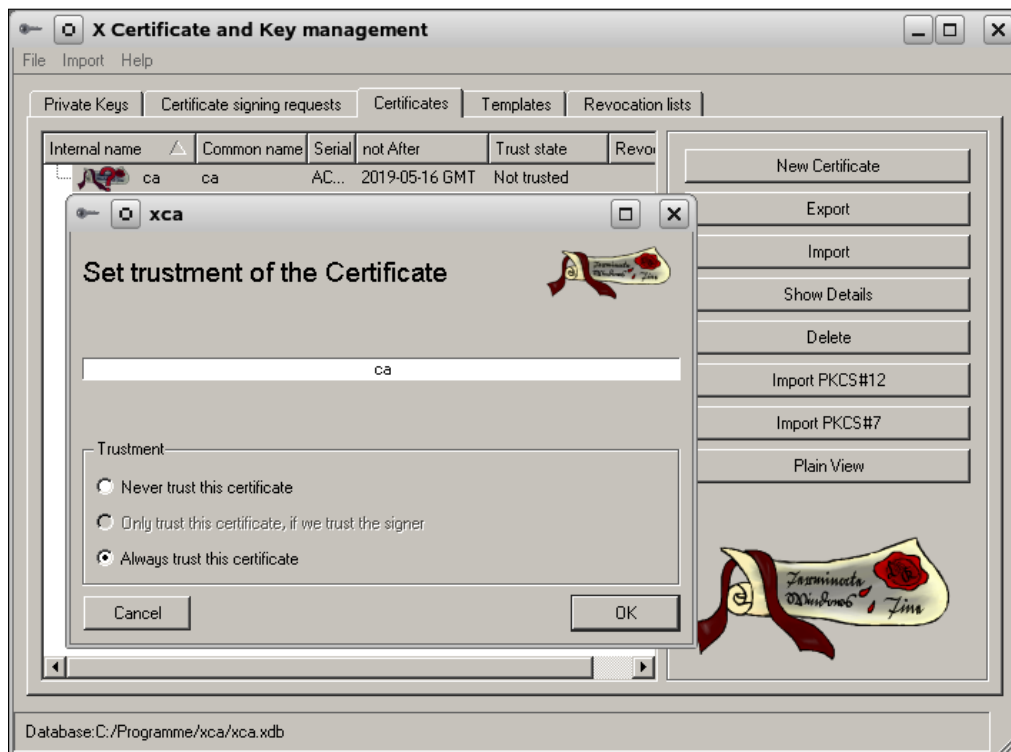 X Certificate and Key management
File Import Help
Private Keys Certificate signing requests Certificates Templates Revocation lists
Internal name Common name Serial not After Trust state Revo
ca ca AC... 2019-05-16 GMT Not trusted
New Certificate
Export
Import
Show Details
Delete
Import PKCS#12
Import PKCS#7
Plain View
xca
Set trustment of the Certificate
ca
Trustment
Never trust this certificate
Only trust this certificate, if we trust the signer
Always trust this certificate
Cancel OK
Windows
Database:C:/Programme/xca/xca.xdb